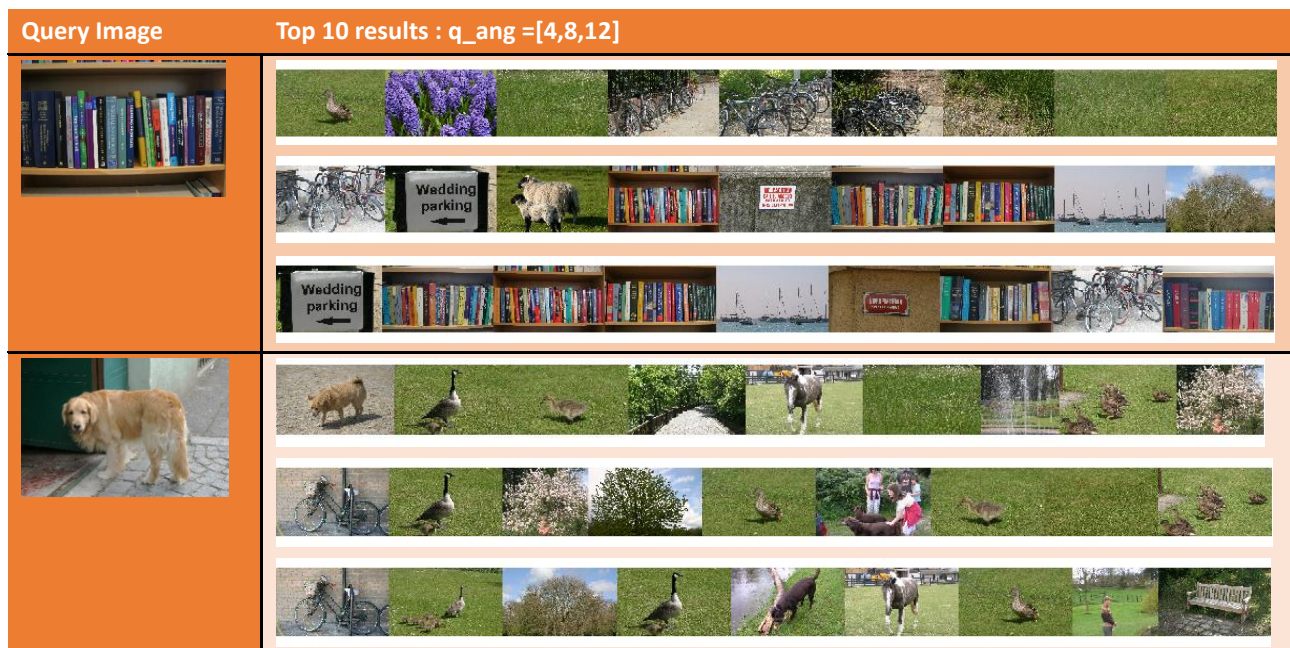 Query Image
Top 10 results : q_ang =[4,8,12]
Wedding
parking
Wedding
parking